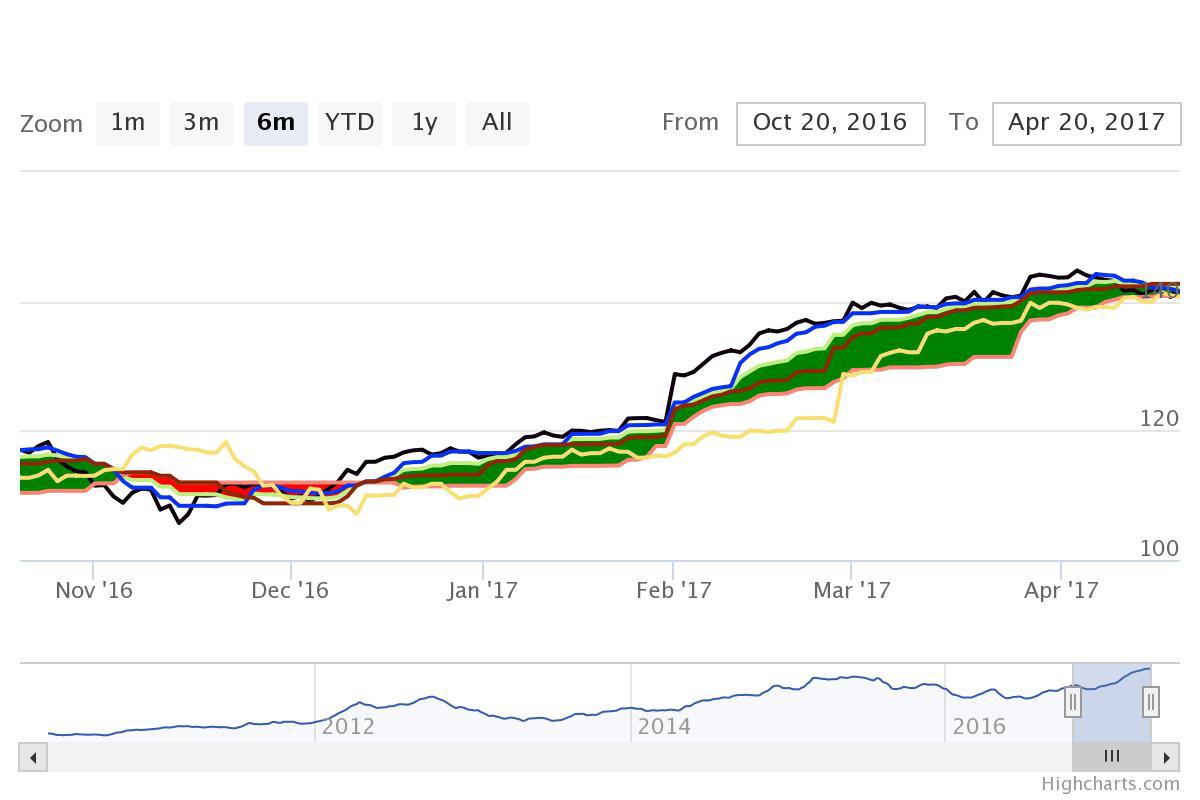 Zoom 1m 3m 6m YTD 1y All From Oct 20, 2016 To Apr 20, 2017
120
100
Nov '16 Dec '16 Jan '17 Feb '17 Mar '17 Apr '17
2012 2014 2016
Highcharts.com